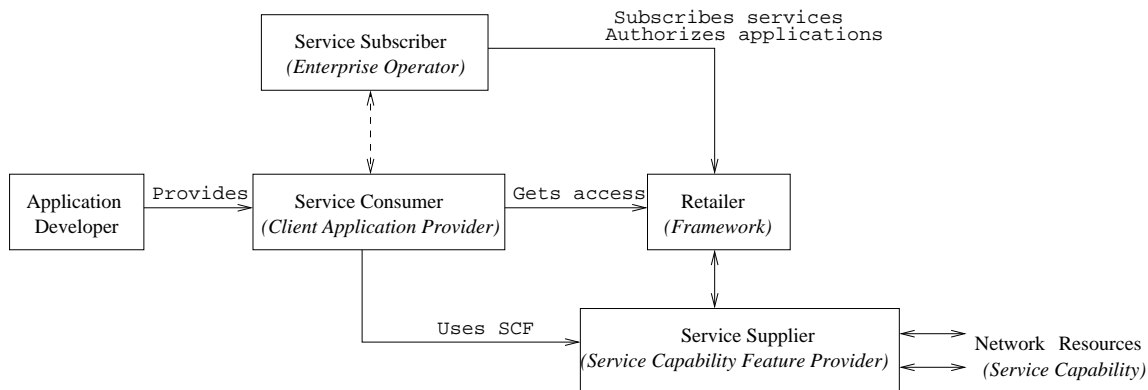 Subscribes services
Authorizes applications
Service Subscriber
(Enterprise Operator)
Application
Developer
Provides
Service Consumer
(Client Application Provider)
Gets access
Retailer
(Framework)
Uses SCF
Service Supplier
(Service Capability Feature Provider)
Network Resources
(Service Capability)